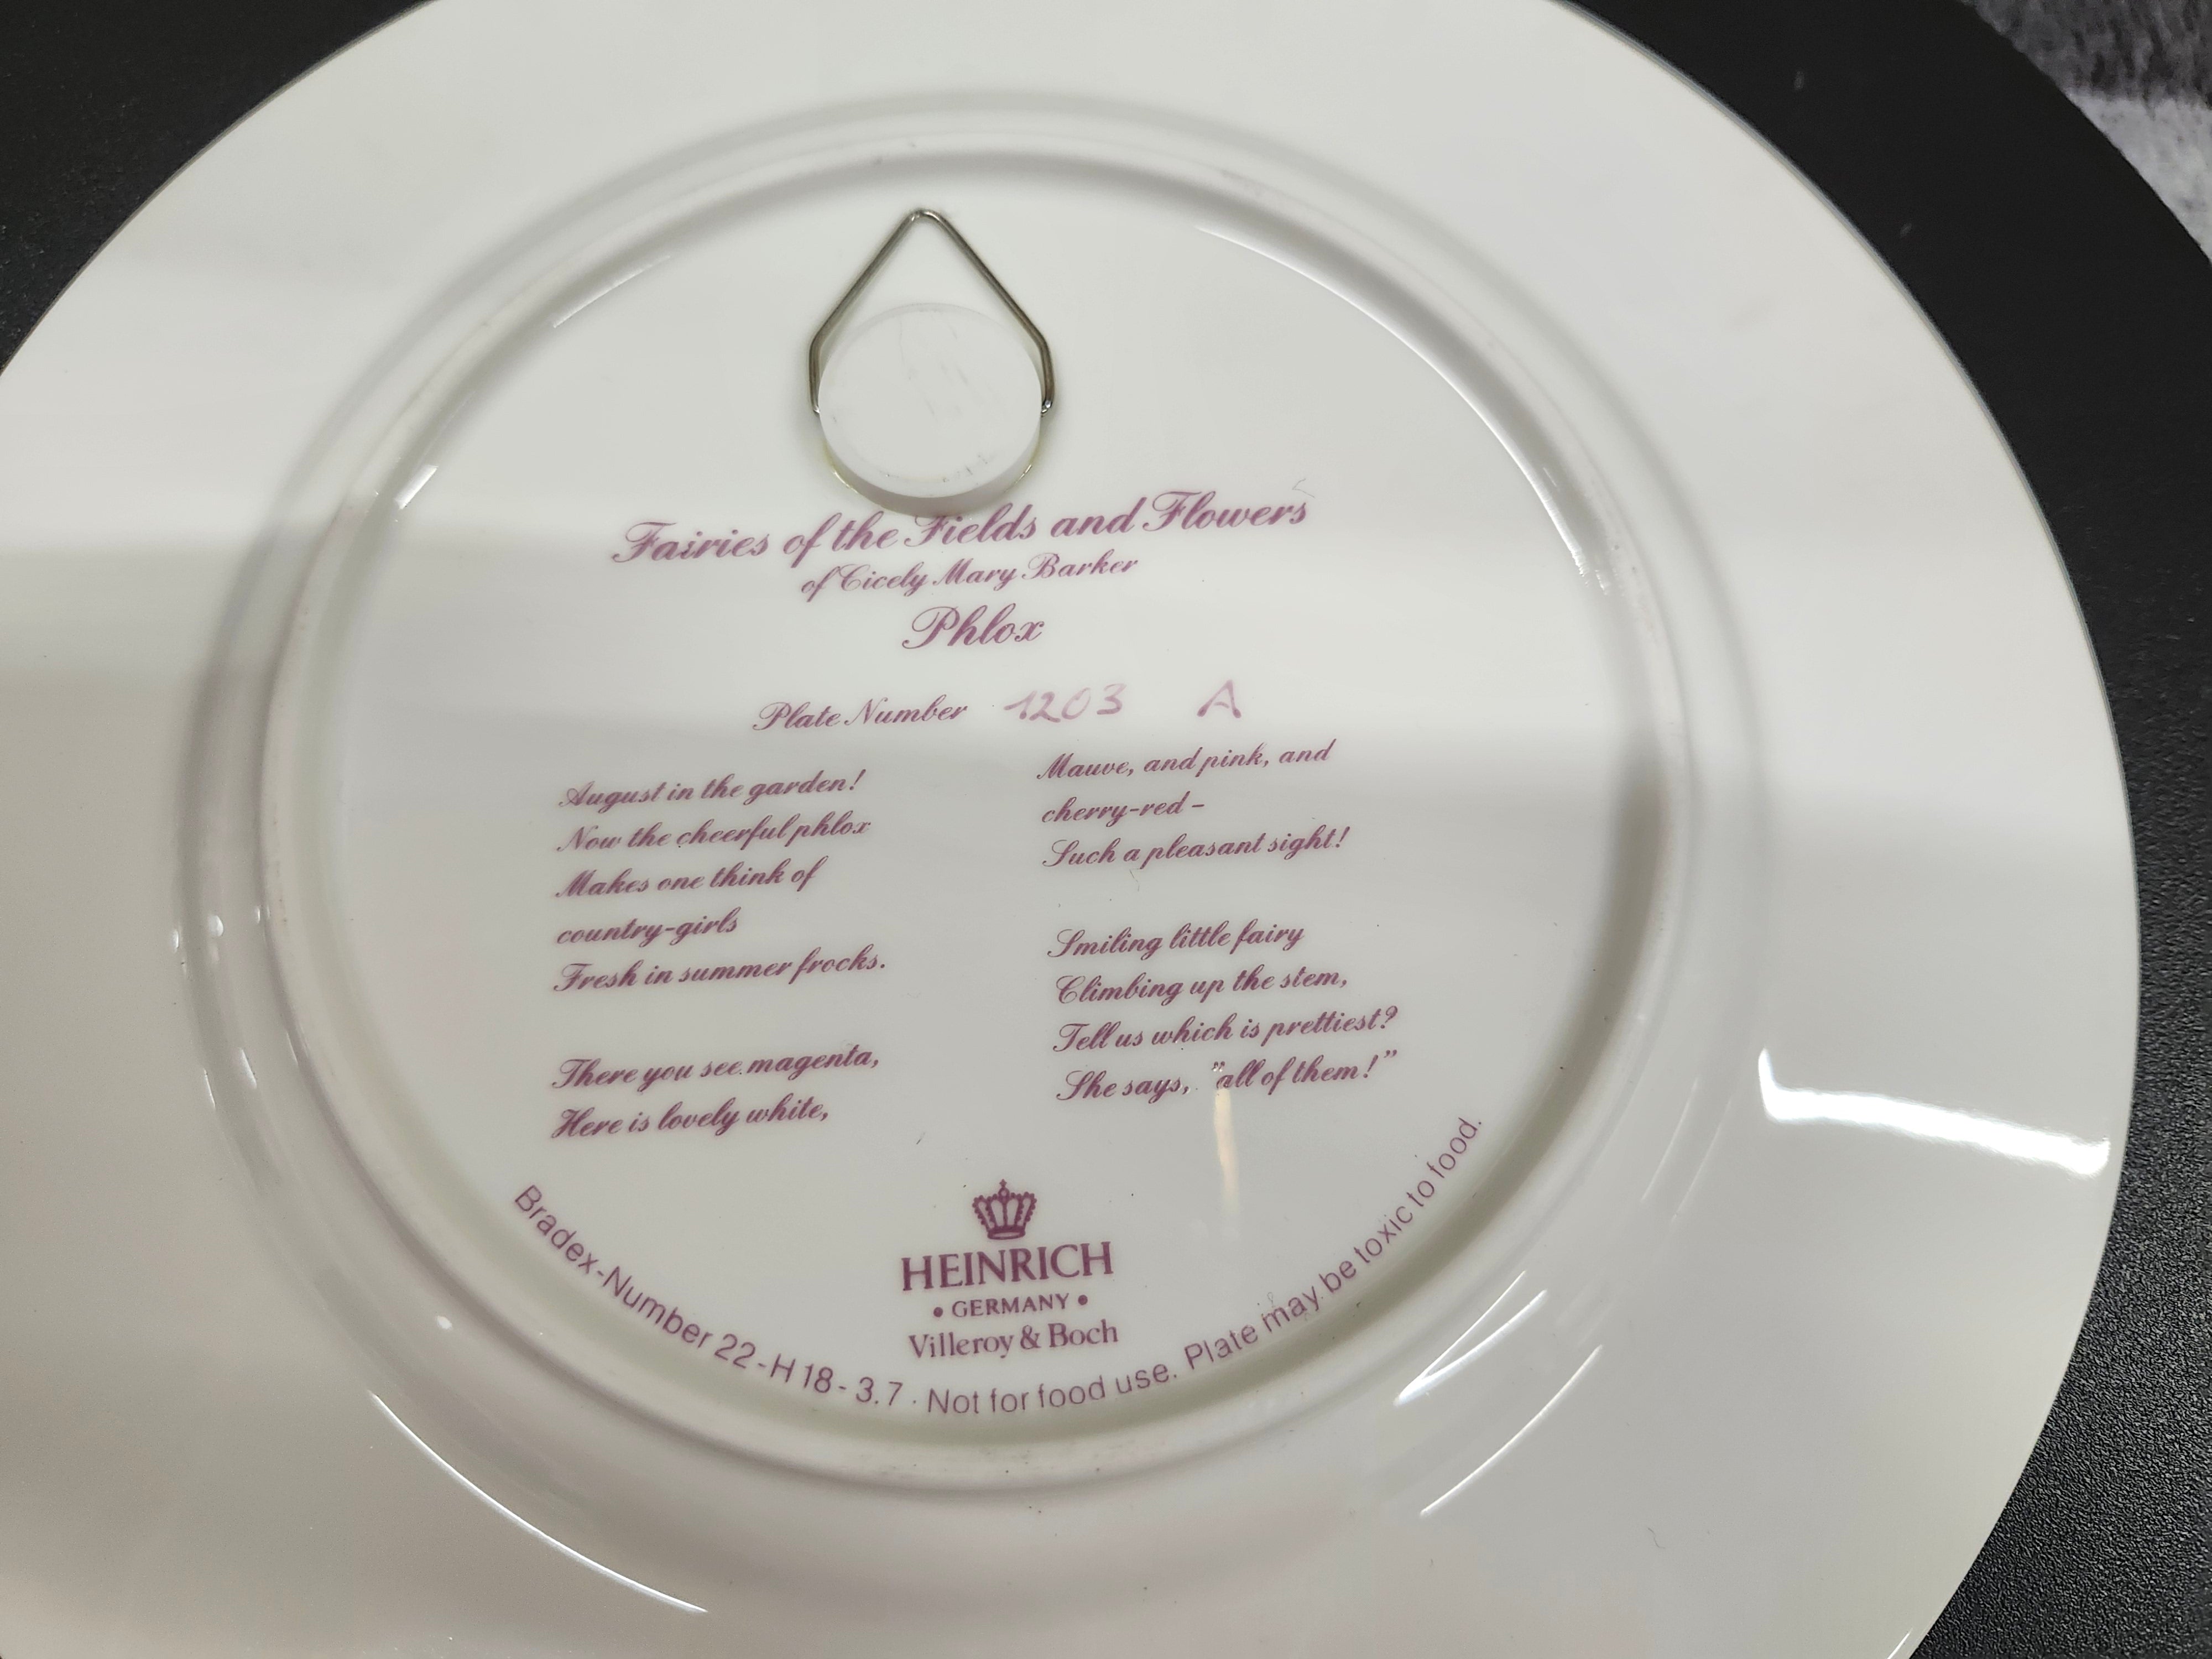 Fairies of the Fields and Flowers
of Cicely Mary Barker
Phlox
Plate Number 1203 A
August in the garden!
Now the cheerful phlox
Makes one think of
country-girls
Fresh in summer frocks.
There you see magenta,
Here is lovely white,
Mauve, and pink, and
cherry-red -
Such a pleasant sight!
Smiling little fairy
Climbing up the stem,
Tell us which is prettiest?
She says, "all of them!"
HEINRICH
• GERMANY •
Villeroy & Boch
Bradex-Number 22-H18-3.7 · Not for food use. Plate may be toxic to food.